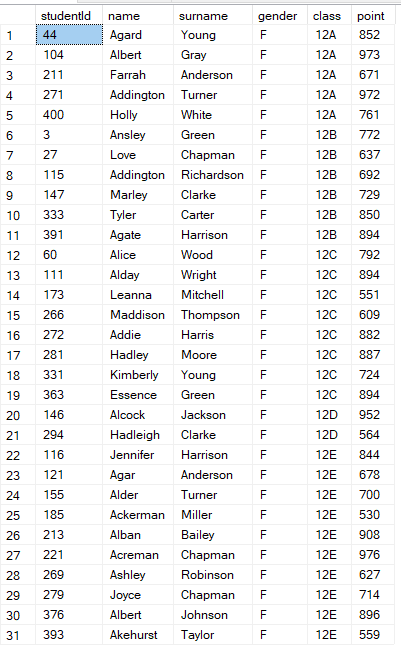 studentId name surname gender class point
1 44 Agard Young F 12A 852
2 104 Albert Gray F 12A 973
3 211 Farrah Anderson F 12A 671
4 271 Addington Turner F 12A 972
5 400 Holly White F 12A 761
6 3 Ansley Green F 12B 772
7 27 Love Chapman F 12B 637
8 115 Addington Richardson F 12B 692
9 147 Marley Clarke F 12B 729
10 333 Tyler Carter F 12B 850
11 391 Agate Harrison F 12B 894
12 60 Alice Wood F 12C 792
13 111 Alday Wright F 12C 894
14 173 Leanna Mitchell F 12C 551
15 266 Maddison Thompson F 12C 609
16 272 Addie Harris F 12C 882
17 281 Hadley Moore F 12C 887
18 331 Kimberly Young F 12C 724
19 363 Essence Green F 12C 894
20 146 Alcock Jackson F 12D 952
21 294 Hadleigh Clarke F 12D 564
22 116 Jennifer Harrison F 12E 844
23 121 Agar Anderson F 12E 678
24 155 Alder Turner F 12E 700
25 185 Ackerman Miller F 12E 530
26 213 Alban Bailey F 12E 908
27 221 Acreman Chapman F 12E 976
28 269 Ashley Robinson F 12E 627
29 279 Joyce Chapman F 12E 714
30 376 Albert Johnson F 12E 896
31 393 Akehurst Taylor F 12E 559